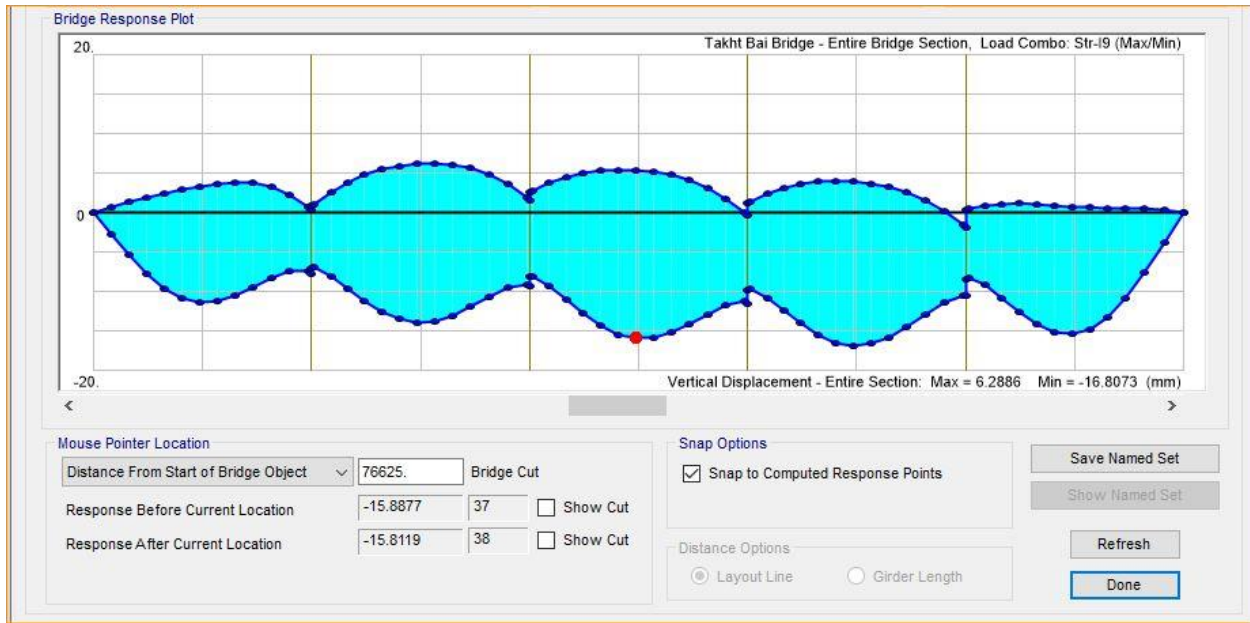 Bridge Response Plot
20.
Takht Bai Bridge - Entire Bridge Section, Load Combo: Str-I9 (Max/Min)
0
-20.
Vertical Displacement - Entire Section: Max = 6.2886 Min = -16.8073 (mm)
Mouse Pointer Location
Distance From Start of Bridge Object 76625. Bridge Cut
Response Before Current Location -15.8877 37 Show Cut
Response After Current Location -15.8119 38 Show Cut
Snap Options
Snap to Computed Response Points
Distance Options
Layout Line Girder Length
Save Named Set
Show Named Set
Refresh
Done